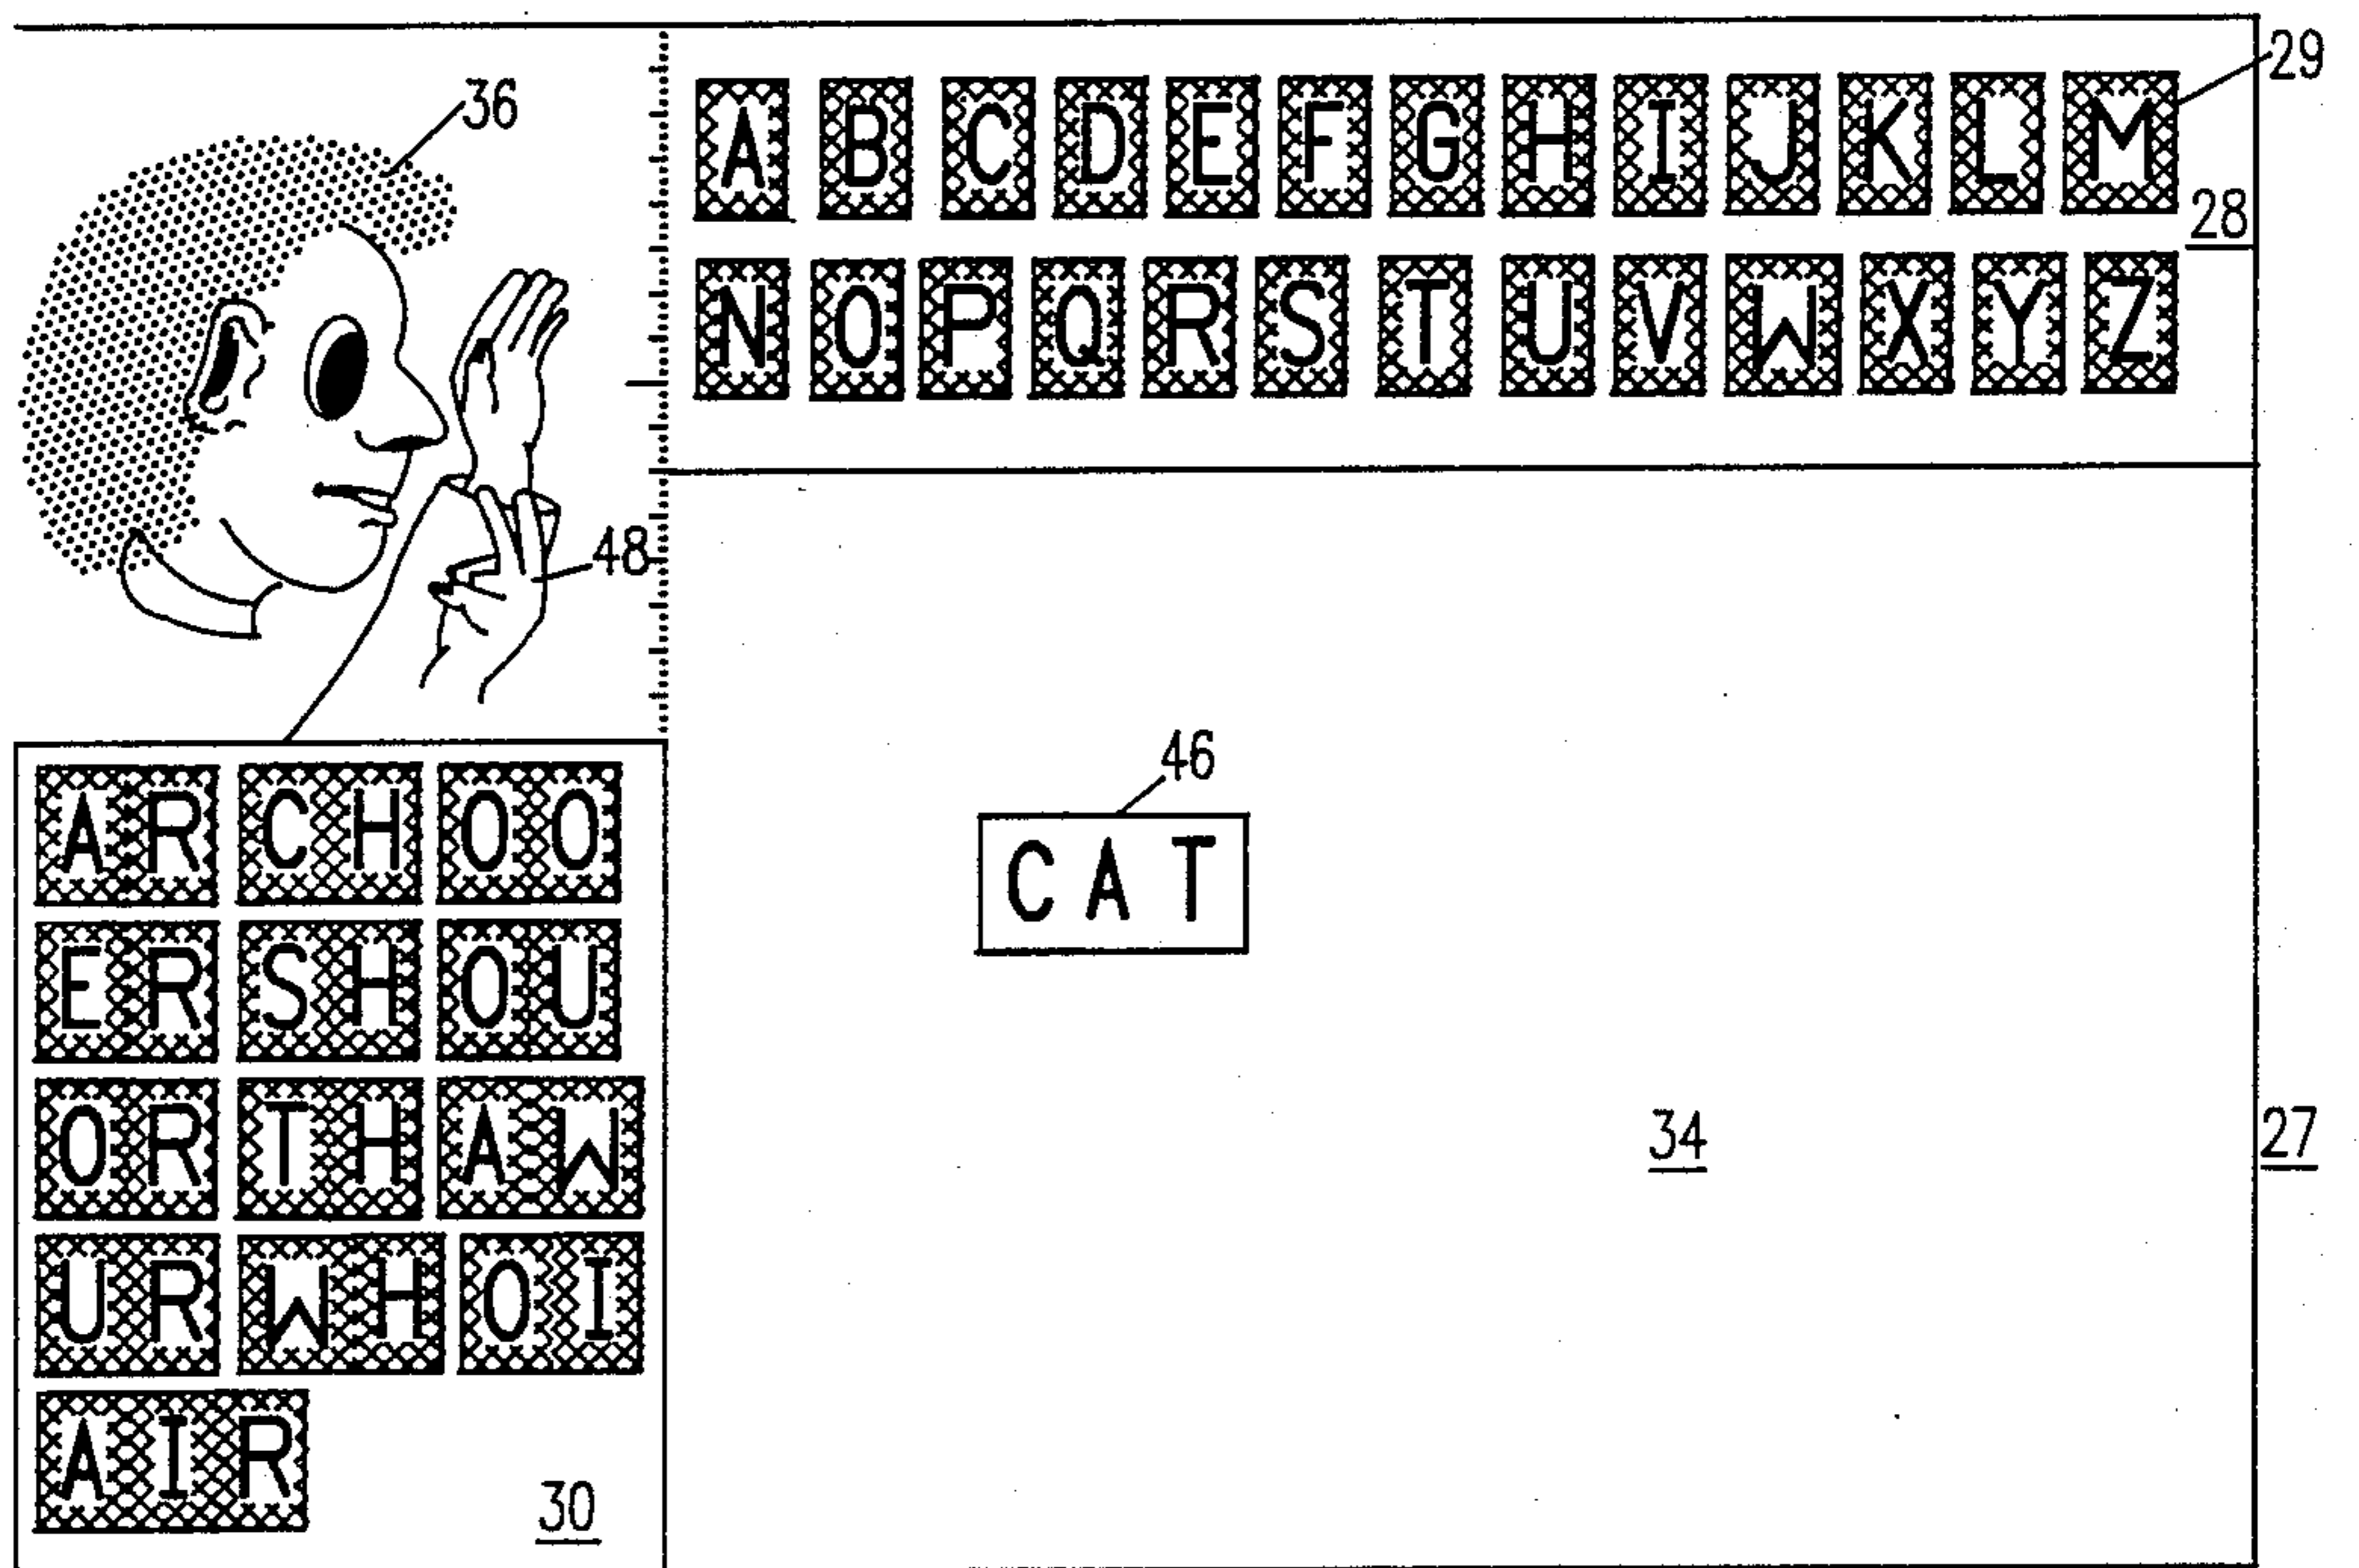 29
36
A B C D E F G H I J K L M
28
N O P Q R S T U V W X Y Z
48
46
AR CH OO
CAT
ER SH OU
OR TH AW
34
27
UR WH OI
AIR
30